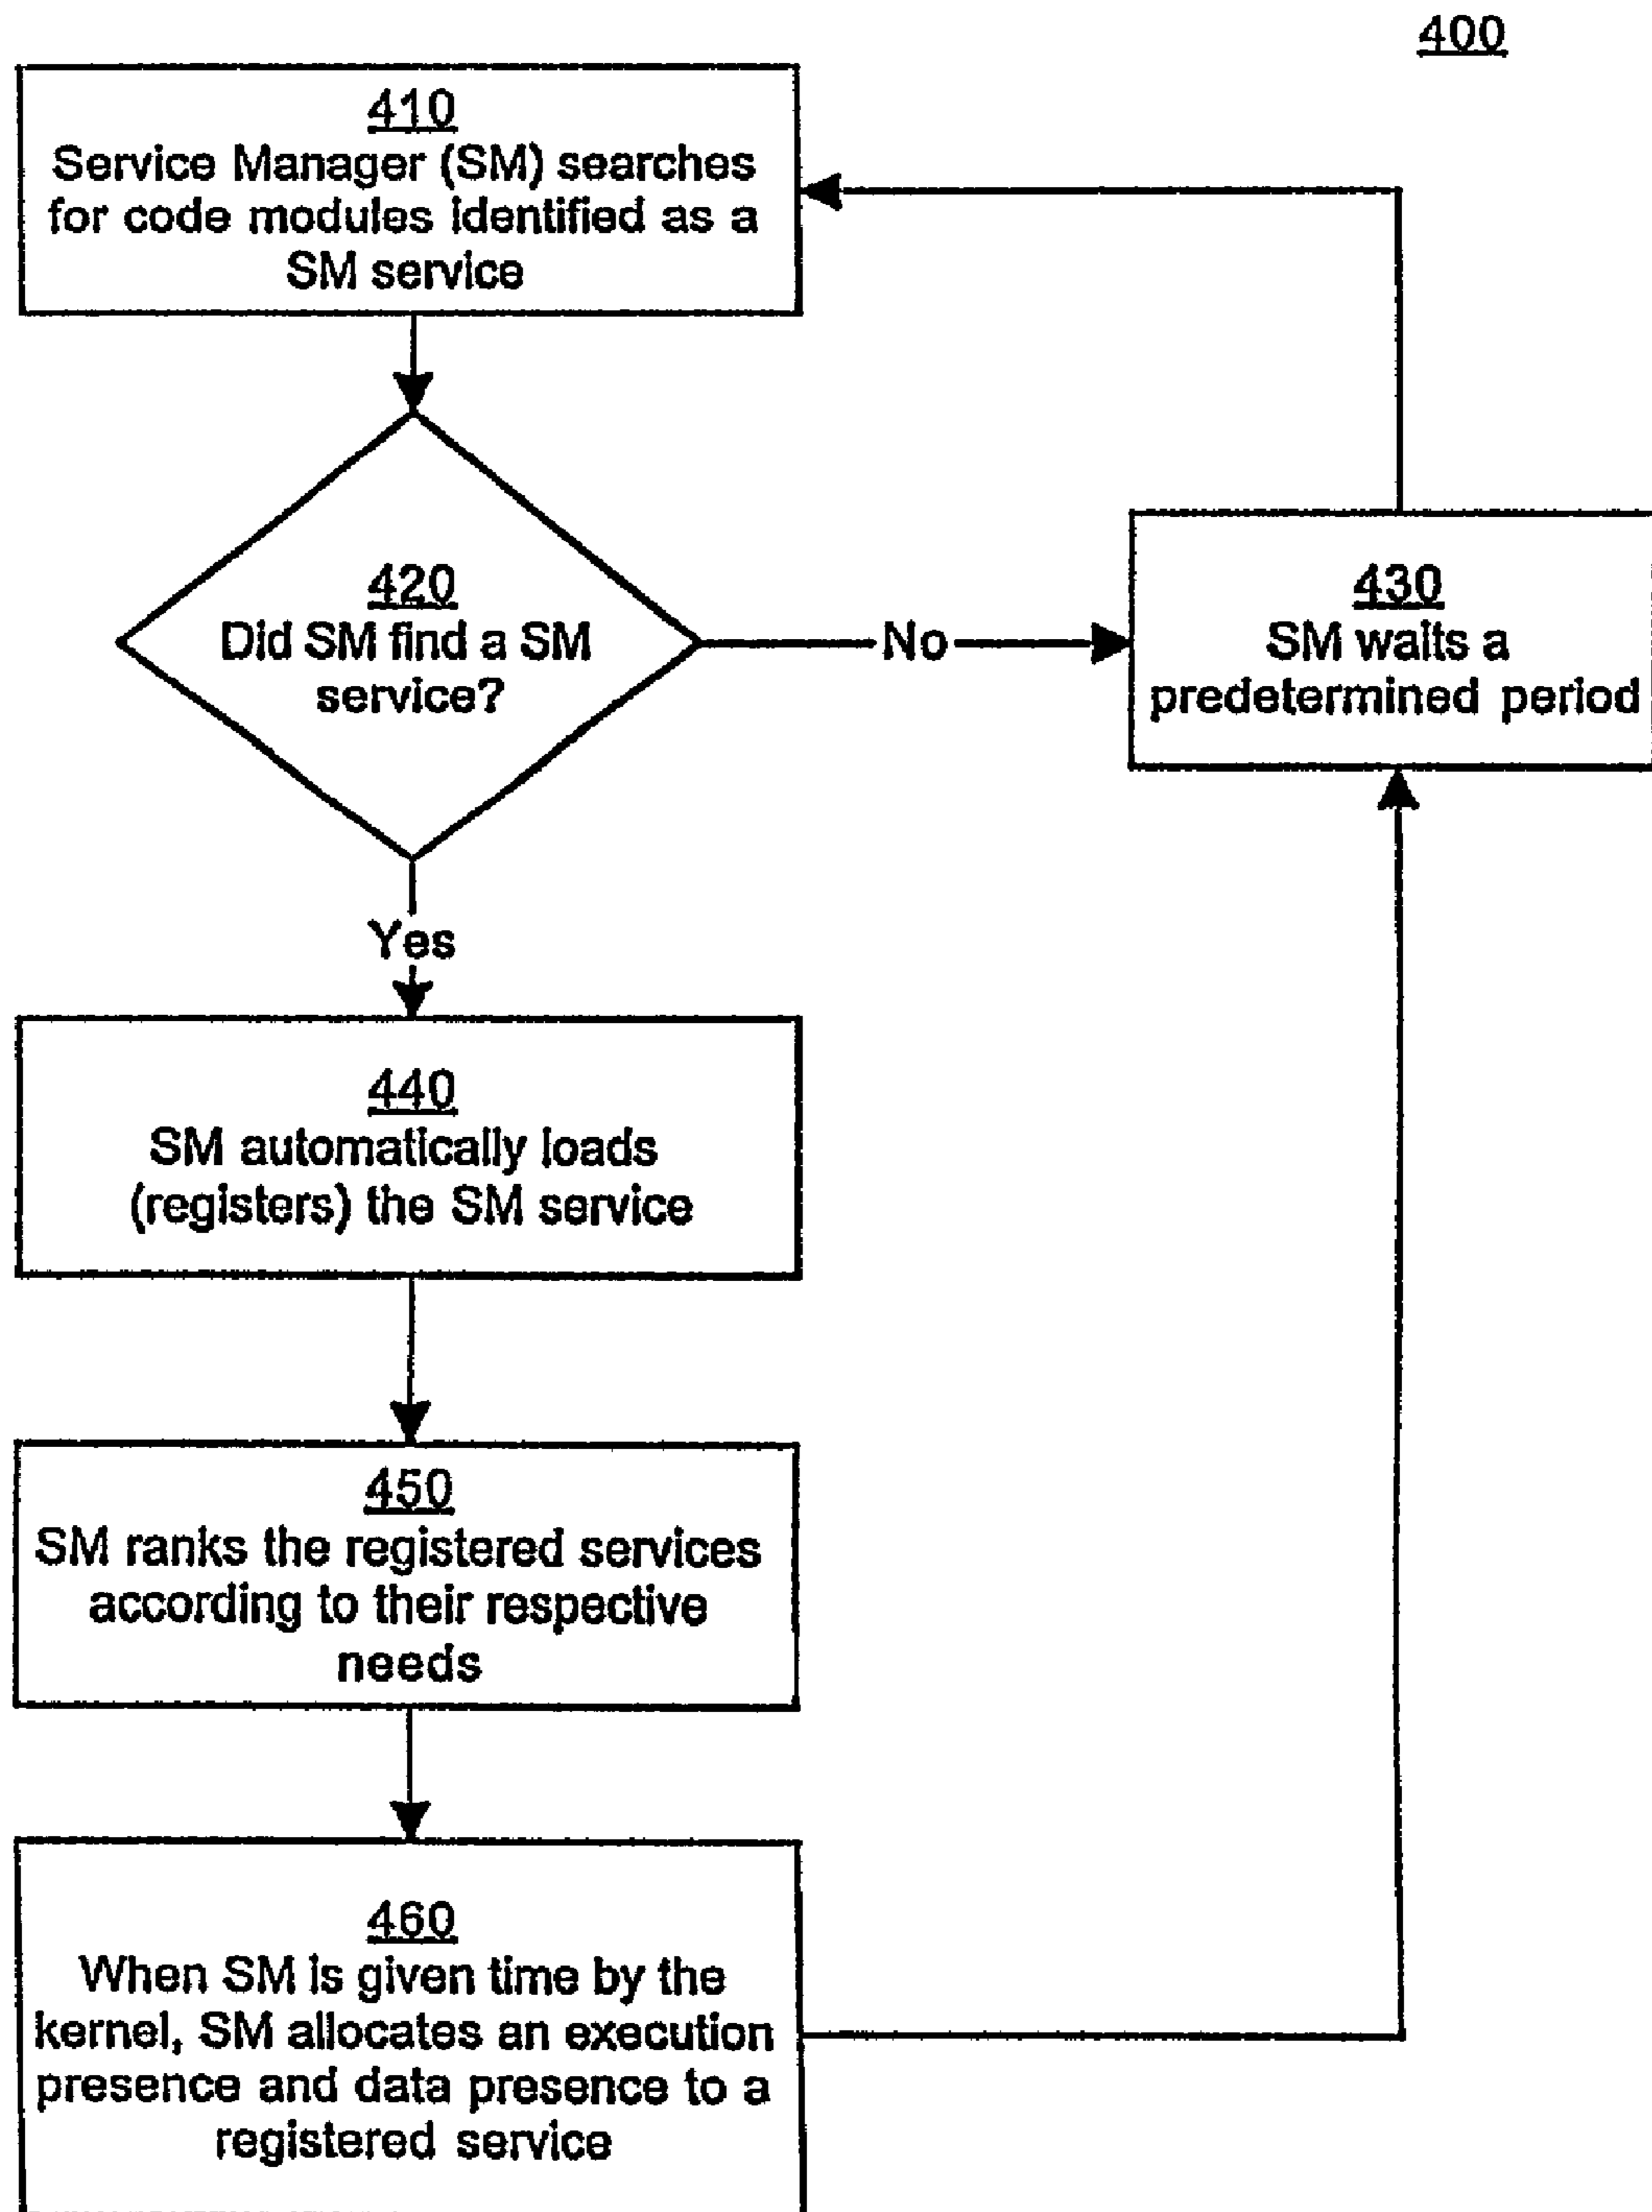 400
410
Service Manager (SM) searches
for code modules identified as a
SM service
420
Did SM find a SM
service?
No
430
SM waits a
predetermined period
Yes
440
SM automatically loads
(registers) the SM service
450
SM ranks the registered services
according to their respective
needs
460
When SM is given time by the
kernel, SM allocates an execution
presence and data presence to a
registered service